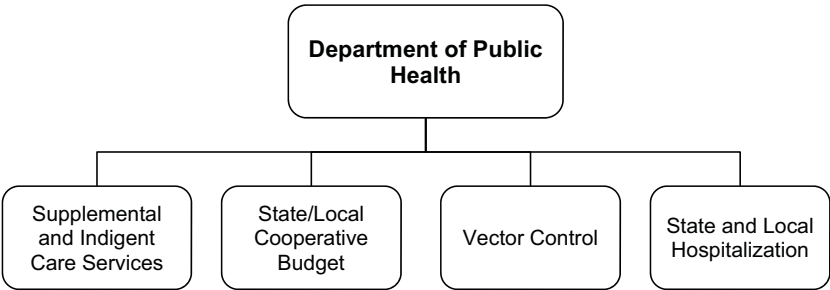 Department of Public
Health
Supplemental
and Indigent
Care Services
State/Local
Cooperative
Budget
Vector Control
State and Local
Hospitalization